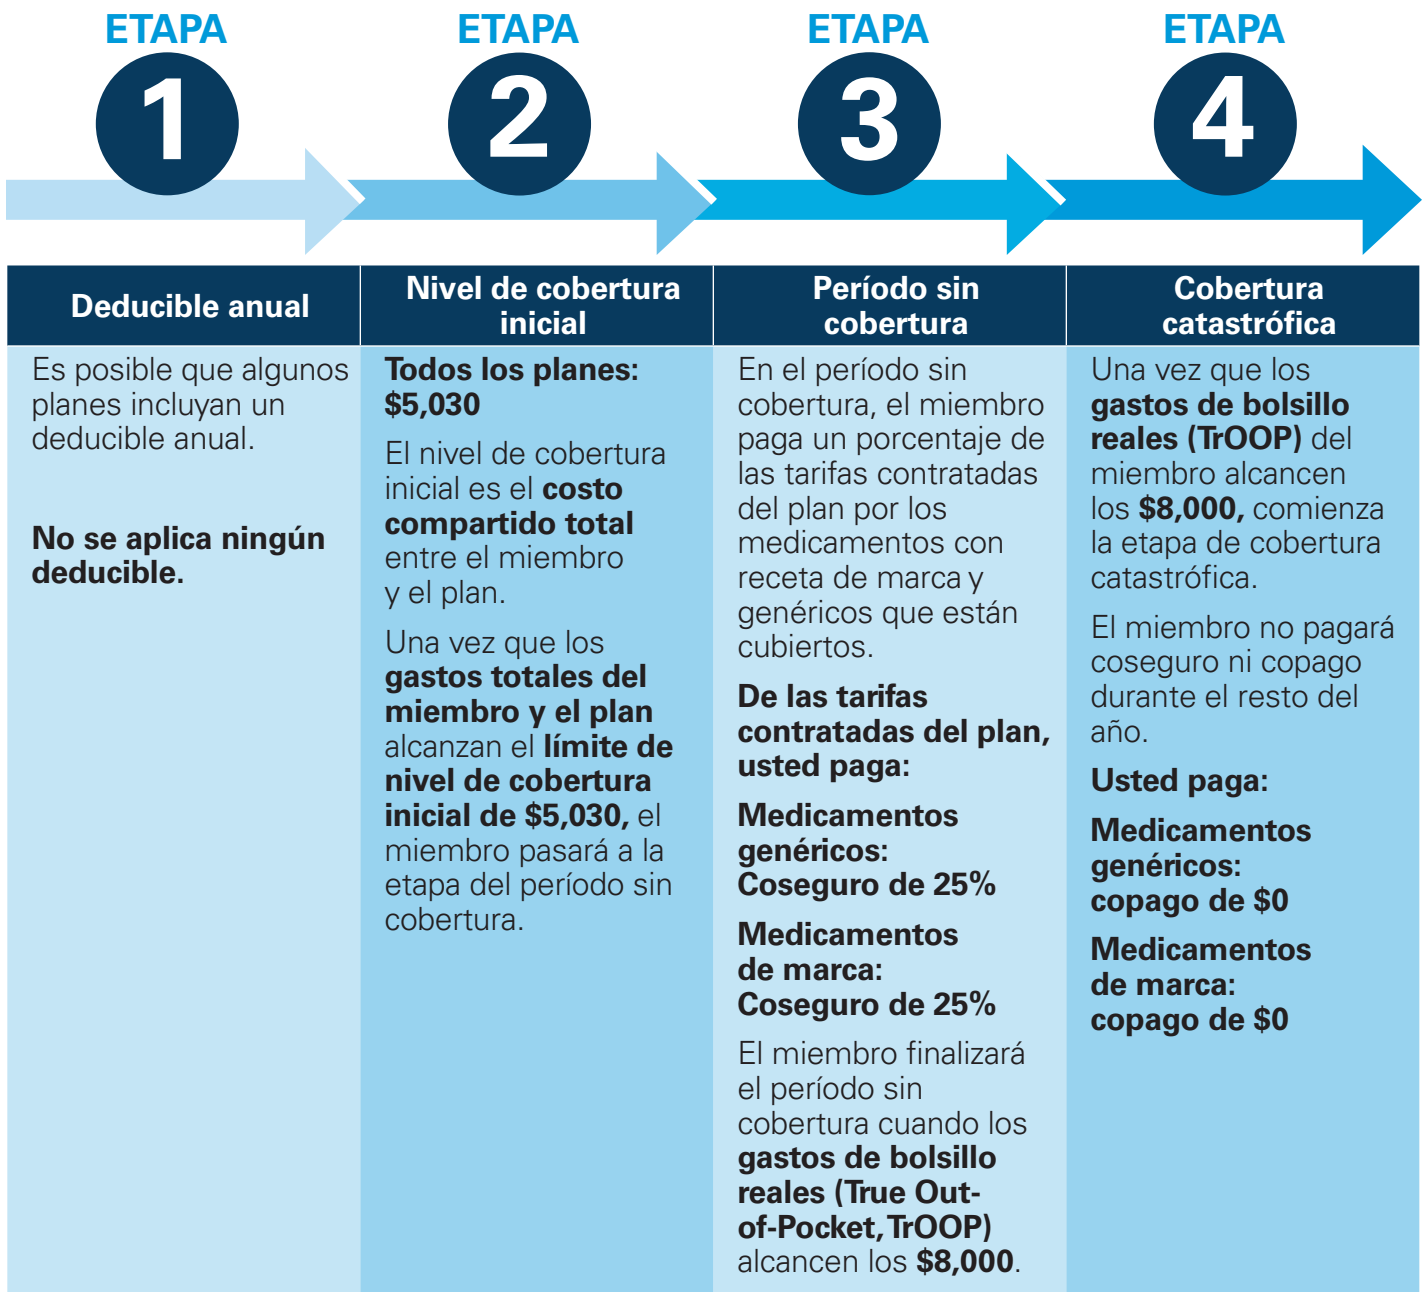 ETAPA
1
ETAPA
2
ETAPA
3
ETAPA
4
Deducible anual
Es posible que algunos
planes incluyan un
deducible anual.
No se aplica ningún
deducible.
Nivel de cobertura
inicial
Todos los planes:
$5,030
El nivel de cobertura
inicial es el costo
compartido total
entre el miembro
y el plan.
Una vez que los
gastos totales del
miembro y el plan
alcanzan el límite de
nivel de cobertura
inicial de $5,030, el
miembro pasará a la
etapa del período sin
cobertura.
Período sin
cobertura
En el período sin
cobertura, el miembro
paga un porcentaje de
las tarifas contratadas
del plan por los
medicamentos con
receta de marca y
genéricos que están
cubiertos.
De las tarifas
contratadas del plan,
usted paga:
Medicamentos
genéricos:
Coseguro de 25%
Medicamentos
de marca:
Coseguro de 25%
El miembro finalizará
el período sin
cobertura cuando los
gastos de bolsillo
reales (True Out-
of-Pocket, TrOOP)
alcancen los $8,000.
Cobertura
catastrófica
Una vez que los
gastos de bolsillo
reales (TrOOP) del
miembro alcancen
los $8,000, comienza
la etapa de cobertura
catastrófica.
El miembro no pagará
coseguro ni copago
durante el resto del
año.
Usted paga:
Medicamentos
genéricos:
copago de $0
Medicamentos
de marca:
copago de $0